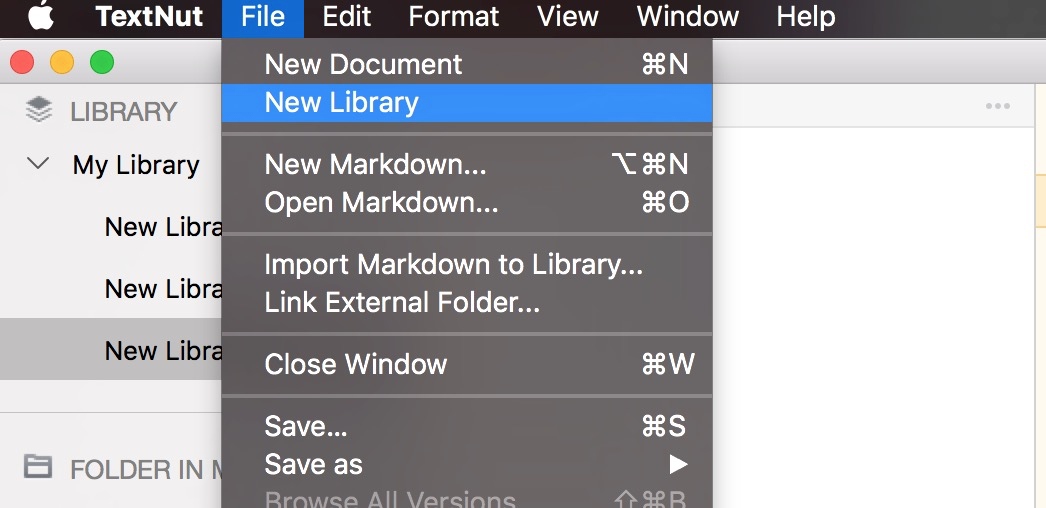 TextNut File Edit Format View Window Help
New Document ⌘N
New Library
LIBRARY
My Library
New Markdown... ⌥⌘N
Open Markdown... ⌘O
New Libra
Import Markdown to Library...
New Libra
Link External Folder...
New Libra
Close Window ⌘W
Save... ⌘S
Save as ▶
FOLDER IN M
Browse All Versions ⇧⌘B